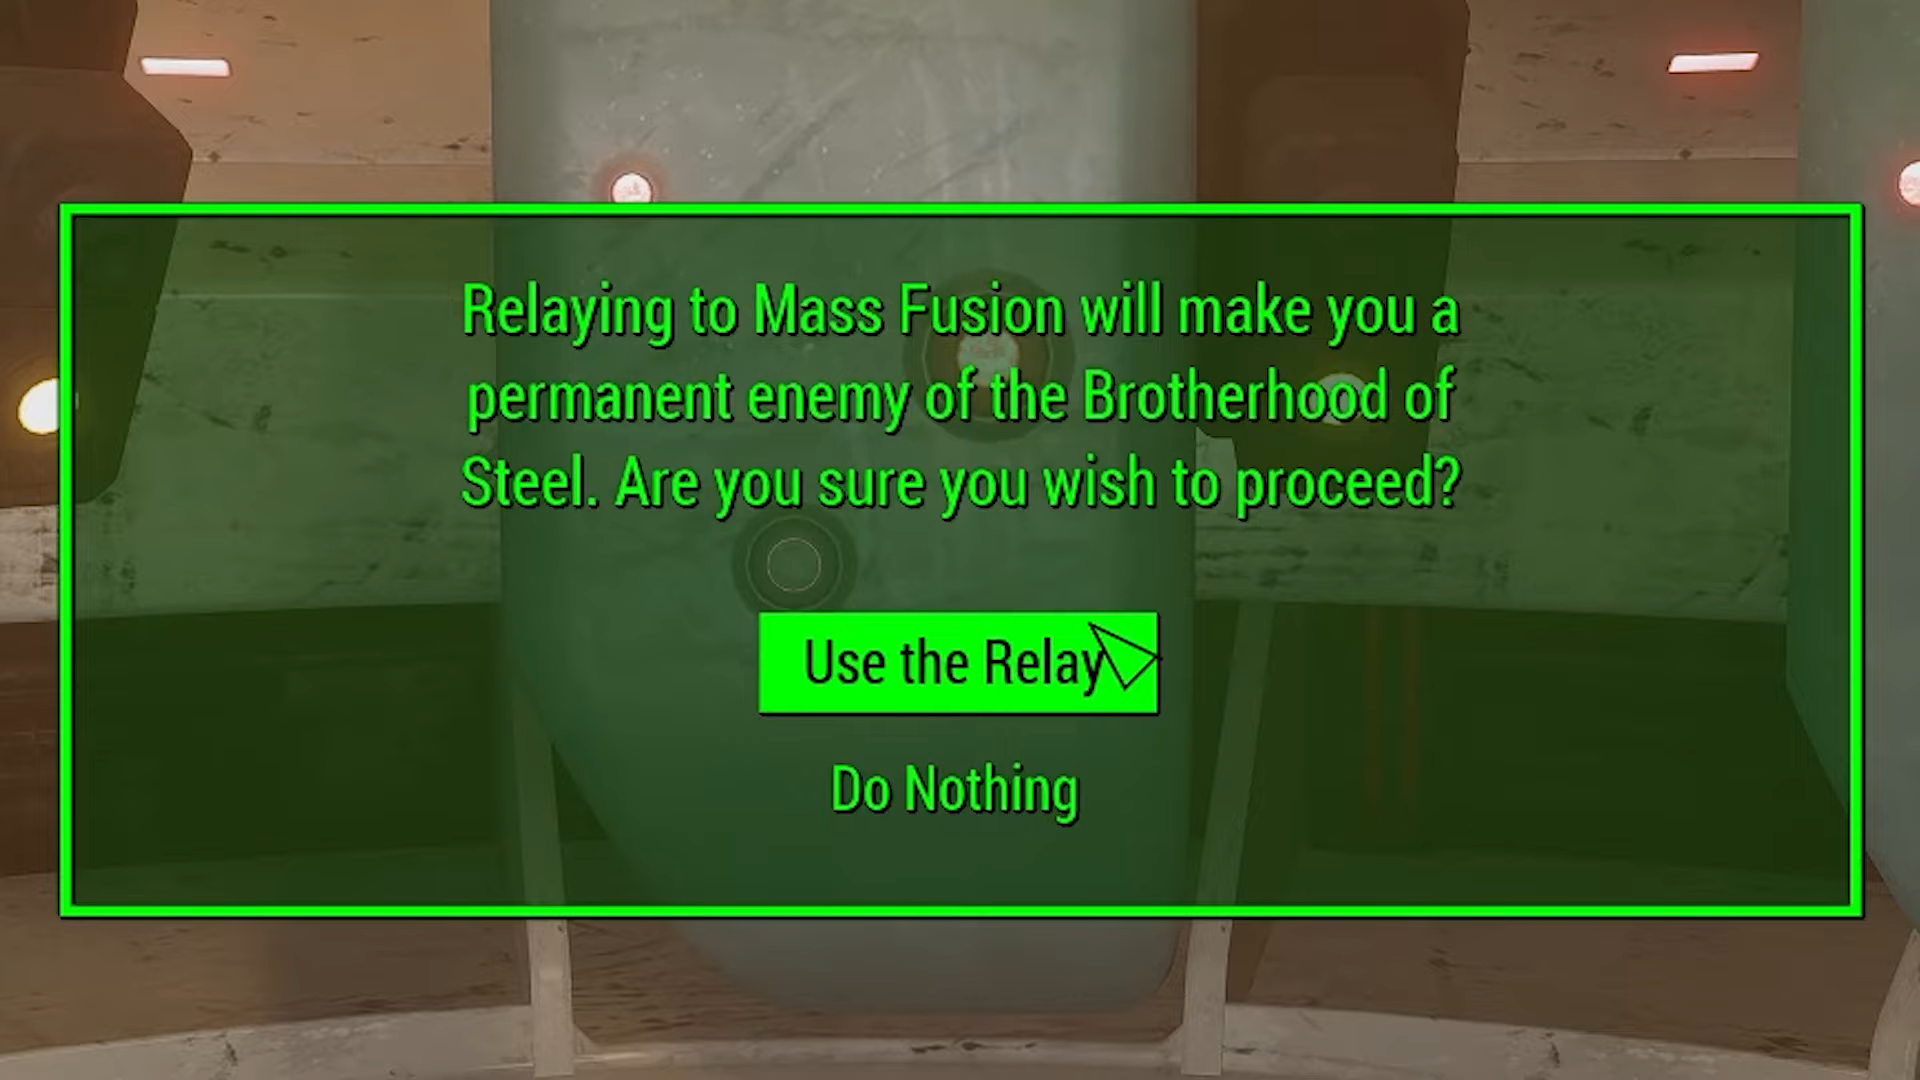 Relaying to Mass Fusion will make you a
permanent enemy of the Brotherhood of
Steel. Are you sure you wish to proceed?
Use the Relay
Do Nothing